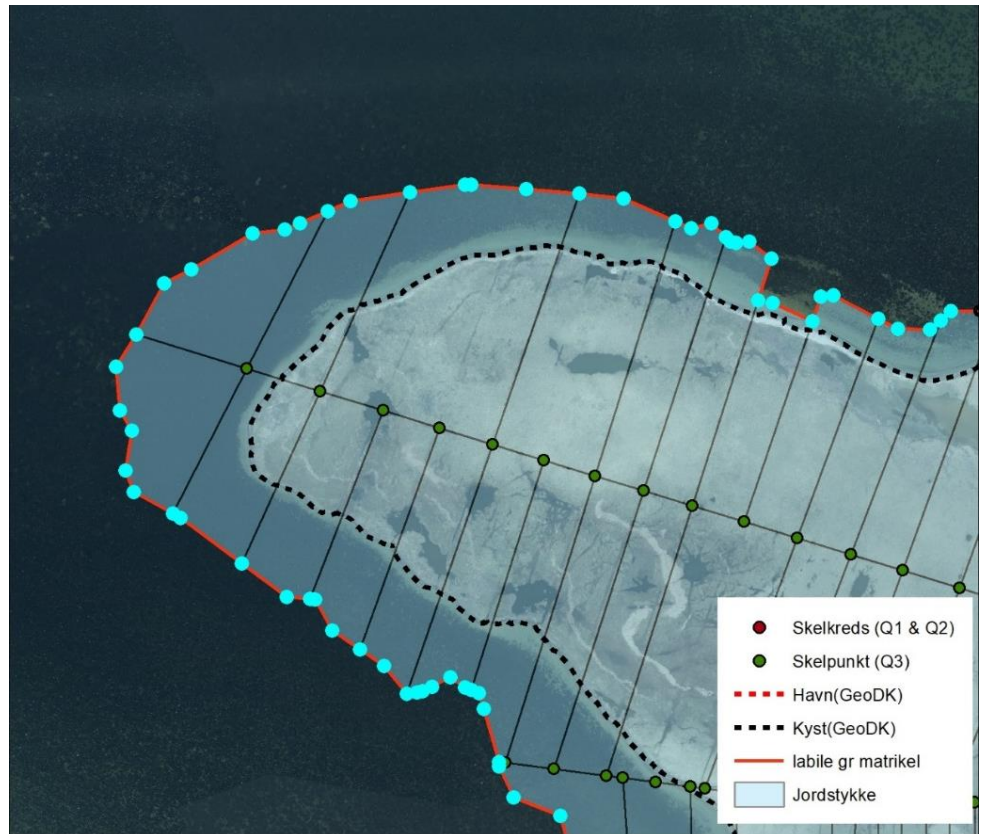 Skelkreds (Q1 & Q2)
Skelpunkt (Q3)
Havn(GeoDK)
Kyst(GeoDK)
labile gr matrikel
Jordstykke